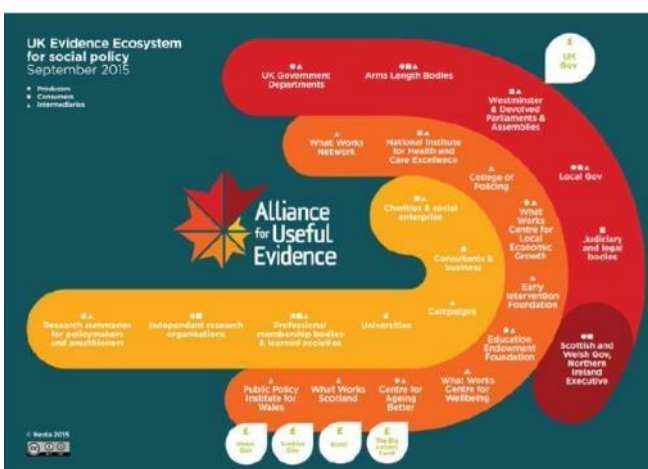 UK Evidence Ecosystem
for social policy
September 2015
Producers
Consumers
Intermediaries
UK Government
Departments
Arms Length Bodies
£
UK
Gov
Westminster
& Devolved
Parliaments &
Assemblies
Local Gov
Judiciary
and legal
bodies
Scottish and
Welsh Gov,
Northern
Ireland
Executive
What Works
Network
National Institute
for Health and
Care Excellence
College of
Policing
What
Works
Centre for
Local
Economic
Growth
Early
Intervention
Foundation
Education
Endowment
Foundation
What Works
Centre for
Wellbeing
Centre for
Ageing
Better
What Works
Scotland
Public Policy
Institute for
Wales
Charities & social
enterprise
Consultants &
business
Campaigns
Universities
Professional
membership bodies
& learned societies
Independant research
organisations
Research summaries
for policymakers
and practitioners
Alliance
for Useful
Evidence
£
Gov
£
Gov
£
£
The Big
Fund
© Nesta 2015